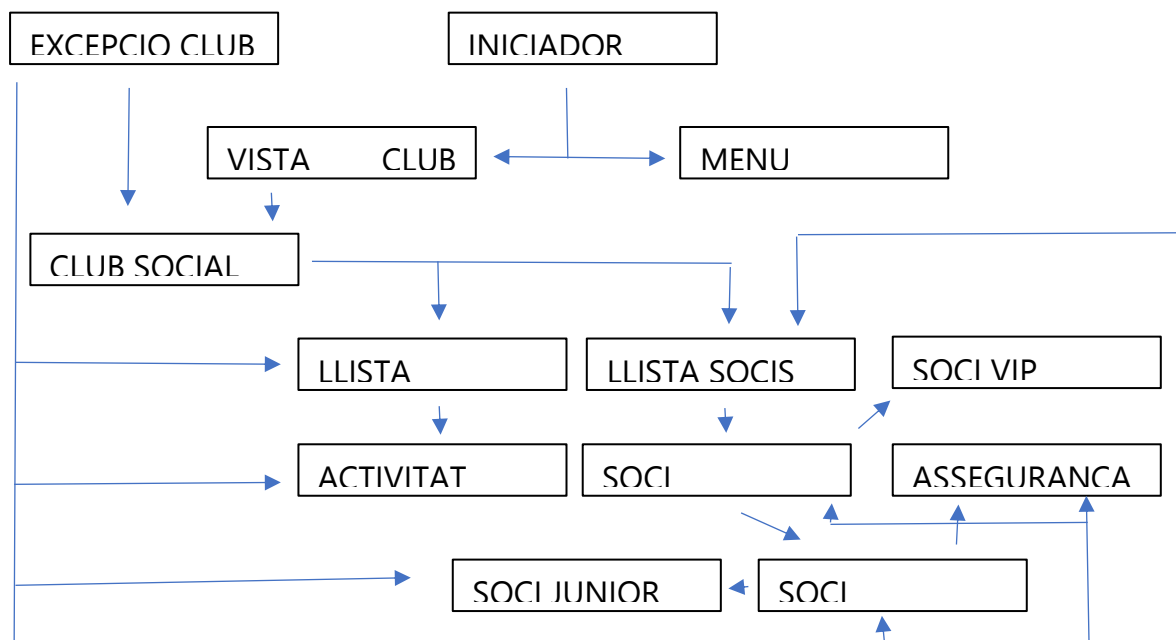 EXCEPCIO CLUB
INICIADOR
VISTA CLUB
MENU
CLUB SOCIAL
LLISTA
LLISTA SOCIS
SOCI VIP
ACTIVITAT
SOCI
ASSEGURANCA
SOCI JUNIOR
SOCI